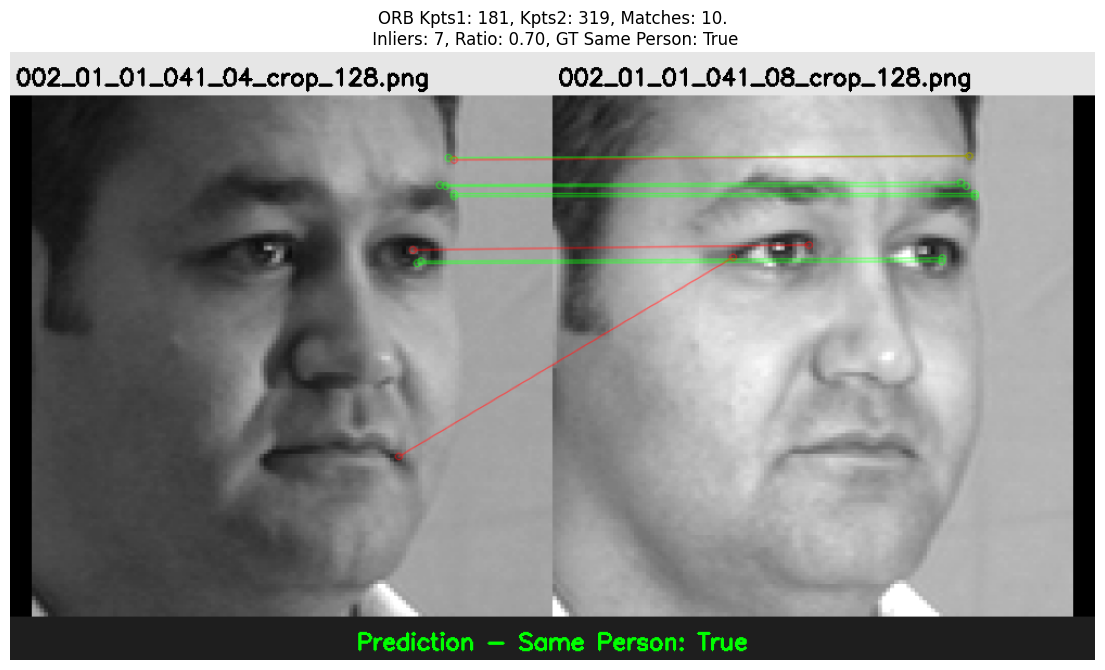 ORB Kpts1: 181, Kpts2: 319, Matches: 10.
Inliers: 7, Ratio: 0.70, GT Same Person: True
002_01_01_041_04_crop_128.png
002_01_01_041_08_crop_128.png
Prediction - Same Person: True